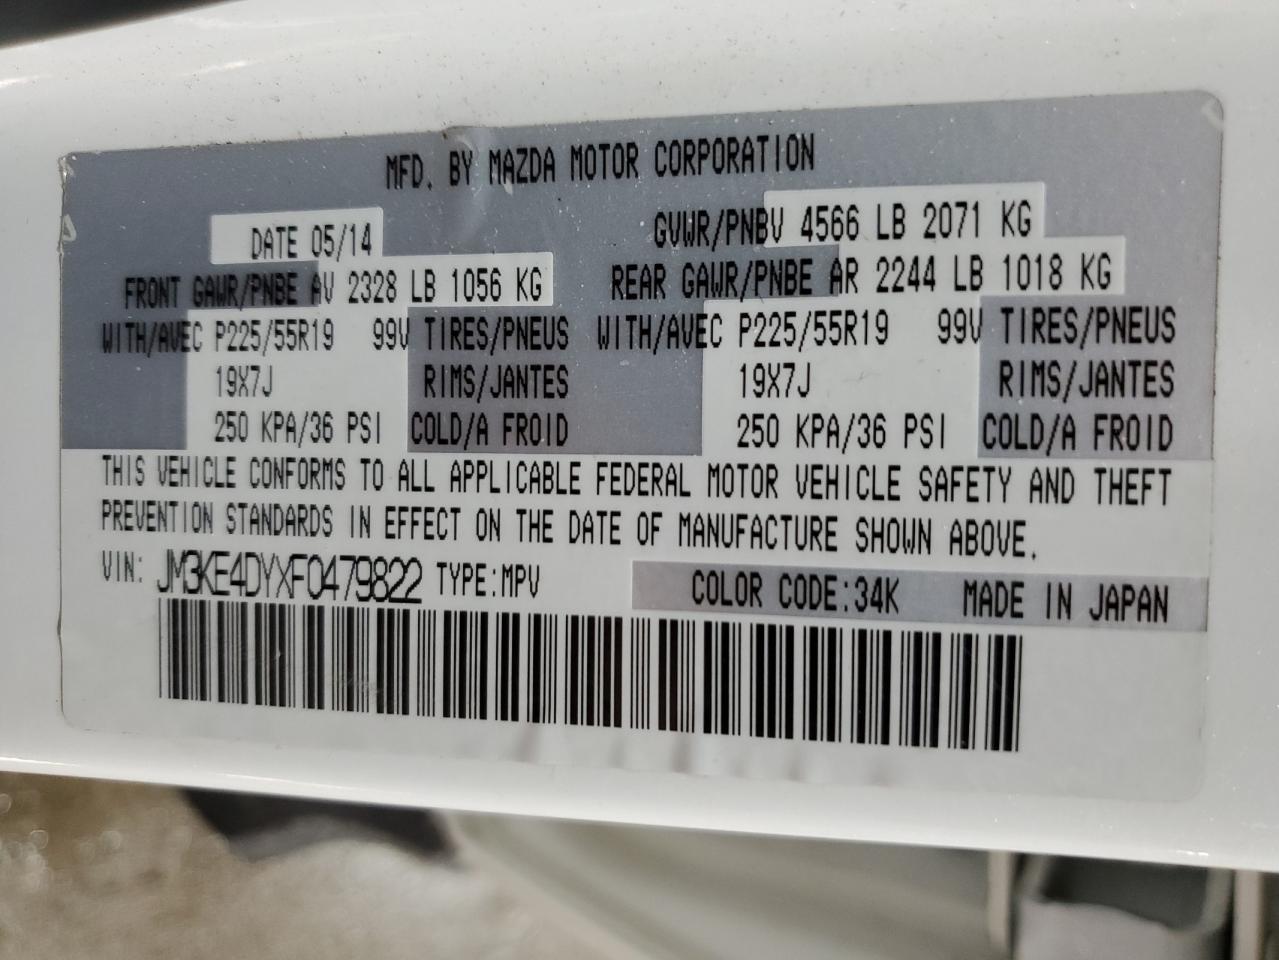 MFD. BY MAZDA MOTOR CORPORATION
DATE 05/14 GVWR/PNBV 4566 LB 2071 KG
FRONT GAWR/PNBE AV 2328 LB 1056 KG REAR GAWR/PNBE AR 2244 LB 1018 KG
WITH/AVEC P225/55R19 99V TIRES/PNEUS WITH/AVEC P225/55R19 99V TIRES/PNEUS
19X7J RIMS/JANTES 19X7J RIMS/JANTES
250 KPA/36 PSI COLD/A FROID 250 KPA/36 PSI COLD/A FROID
THIS VEHICLE CONFORMS TO ALL APPLICABLE FEDERAL MOTOR VEHICLE SAFETY AND THEFT
PREVENTION STANDARDS IN EFFECT ON THE DATE OF MANUFACTURE SHOWN ABOVE.
VIN: JM3KE4DYXF0479822 TYPE:MPV COLOR CODE:34K MADE IN JAPAN